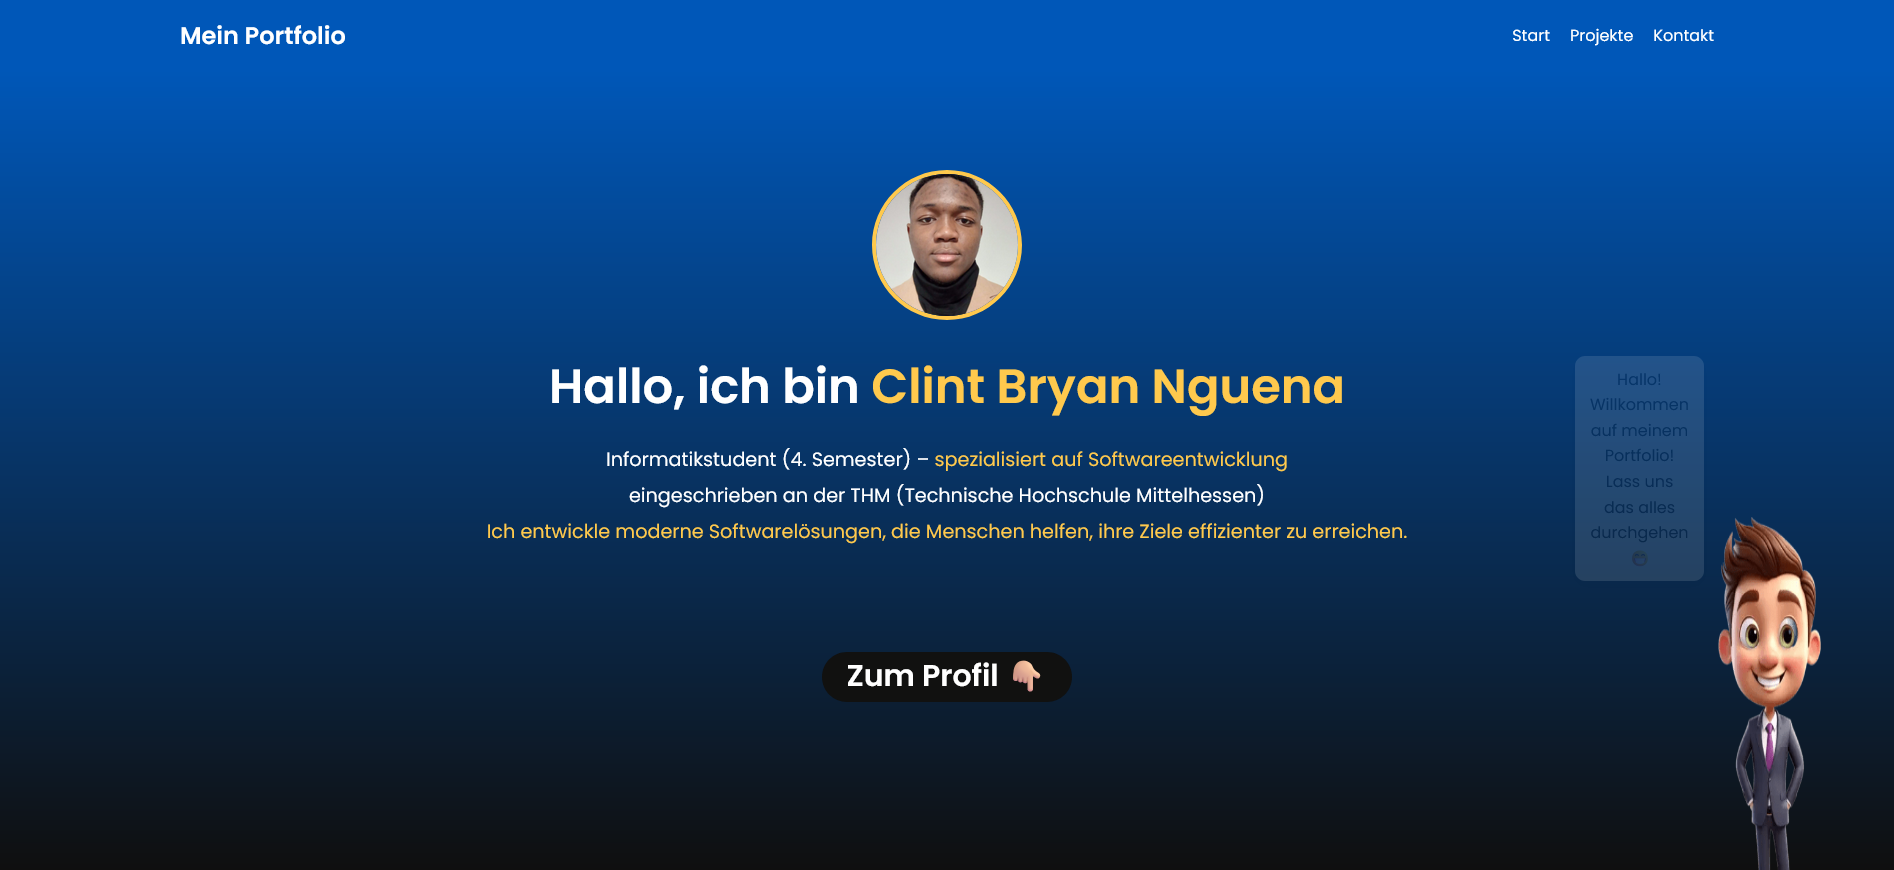 Mein Portfolio
Start Projekte Kontakt
Hallo, ich bin Clint Bryan Nguena
Informatikstudent (4. Semester) – spezialisiert auf Softwareentwicklung
eingeschrieben an der THM (Technische Hochschule Mittelhessen)
Ich entwickle moderne Softwarelösungen, die Menschen helfen, ihre Ziele effizienter zu erreichen.
Hallo!
Willkommen
auf meinem
Portfolio!
Lass uns
das alles
durchgehen
Zum Profil 👇🏼